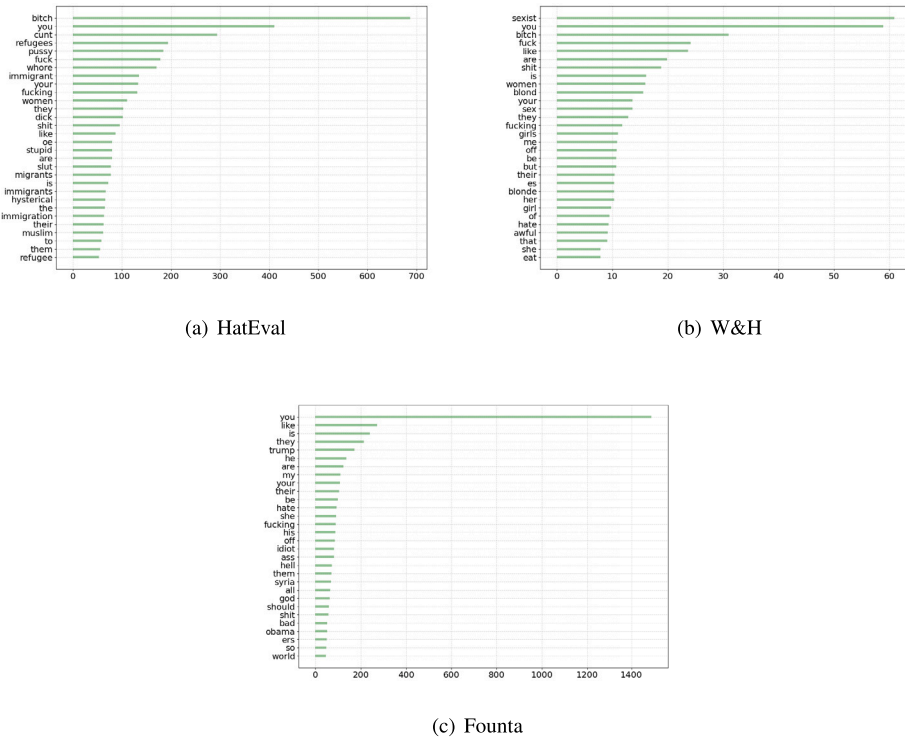 bitch
you
cunt
refugees
pussy
fuck
whore
immigrant
your
fucking
women
they
dick
shit
like
oe
stupid
are
slut
migrants
is
immigrants
hysterical
the
immigration
their
muslim
to
them
refugee
0 100 200 300 400 500 600 700
(a) HatEval
sexist
you
bitch
fuck
like
are
shit
is
women
blond
your
sex
they
fucking
girls
me
off
be
but
their
es
blonde
her
girl
of
hate
awful
that
she
eat
0 10 20 30 40 50 60
(b) W&H
you
like
is
they
trump
he
are
my
your
their
be
hate
she
fucking
his
off
idiot
ass
hell
them
syria
all
god
should
shit
bad
obama
ers
so
world
0 200 400 600 800 1000 1200 1400
(c) Founta